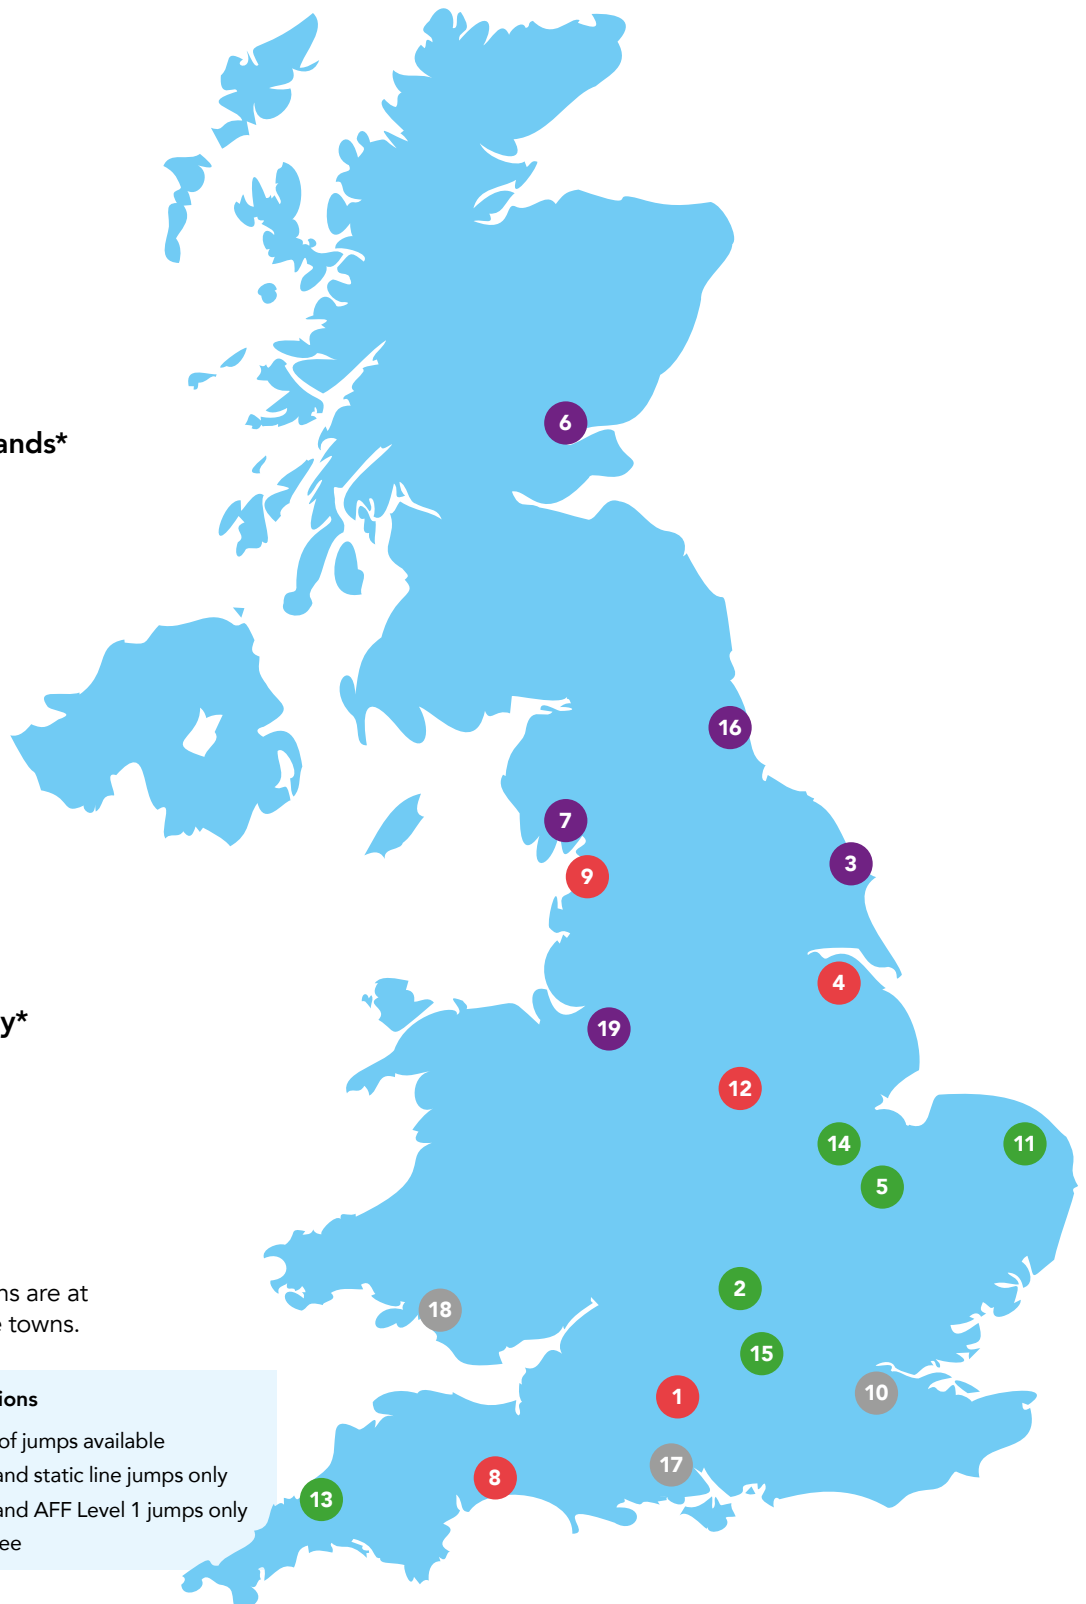 6
ands*
16
7
3
9
4
y*
19
12
14
11
5
ns are at
2
18
e towns.
15
10
1
ions
of jumps available
17
and static line jumps only
8
13
and AFF Level 1 jumps only
ee